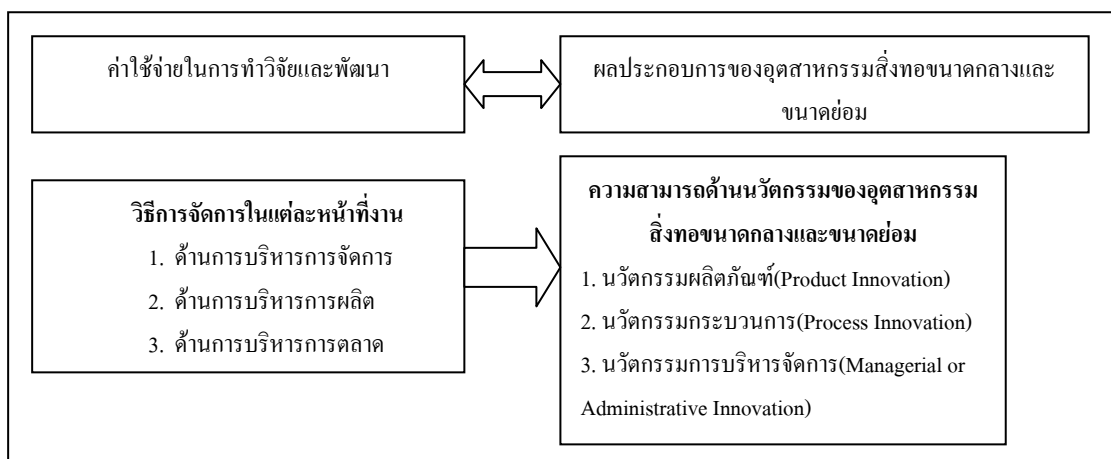 ค่าใช้จ่ายในการทำวิจัยและพัฒนา
ผลประกอบการของอุตสาหกรรมสิ่งทอขนาดกลางและ
ขนาดย่อม
วิธีการจัดการในแต่ละหน้าที่งาน
1. ด้านการบริหารการจัดการ
2. ด้านการบริหารการผลิต
3. ด้านการบริหารการตลาด
ความสามารถด้านนวัตกรรมของอุตสาหกรรม
สิ่งทอขนาดกลางและขนาดย่อม
1. นวัตกรรมผลิตภัณฑ์(Product Innovation)
2. นวัตกรรมกระบวนการ(Process Innovation)
3. นวัตกรรมการบริหารจัดการ(Managerial or
Administrative Innovation)